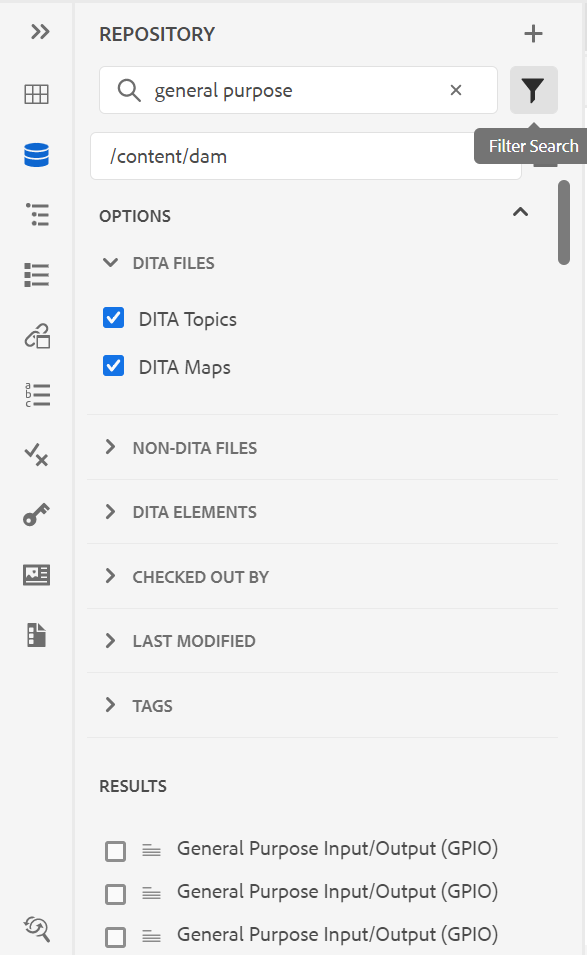 REPOSITORY
general purpose
/content/dam
Filter Search
OPTIONS
DITA FILES
DITA Topics
DITA Maps
NON-DITA FILES
DITA ELEMENTS
CHECKED OUT BY
LAST MODIFIED
TAGS
RESULTS
General Purpose Input/Output (GPIO)
General Purpose Input/Output (GPIO)
General Purpose Input/Output (GPIO)